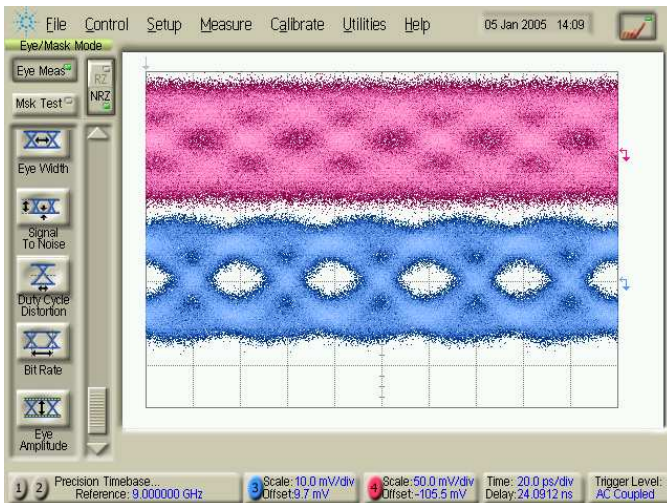 File Control Setup Measure Calibrate Utilities Help 05 Jan 2005 14:09
Eye/Mask Mode
Eye Meas
RZ
NRZ
Msk Test
Eye Width
Signal
To Noise
Duty Cycle
Distortion
Bit Rate
Eye
Amplitude
1 2 Precision Timebase... 3 Scale:10.0 mV/div 4 Scale:50.0 mV/div Time: 20.0 ps/div Trigger Level:
Reference: 9.000000 GHz Offset:9.7 mV Offset:-105.5 mV Delay:24.0912 ns AC Coupled